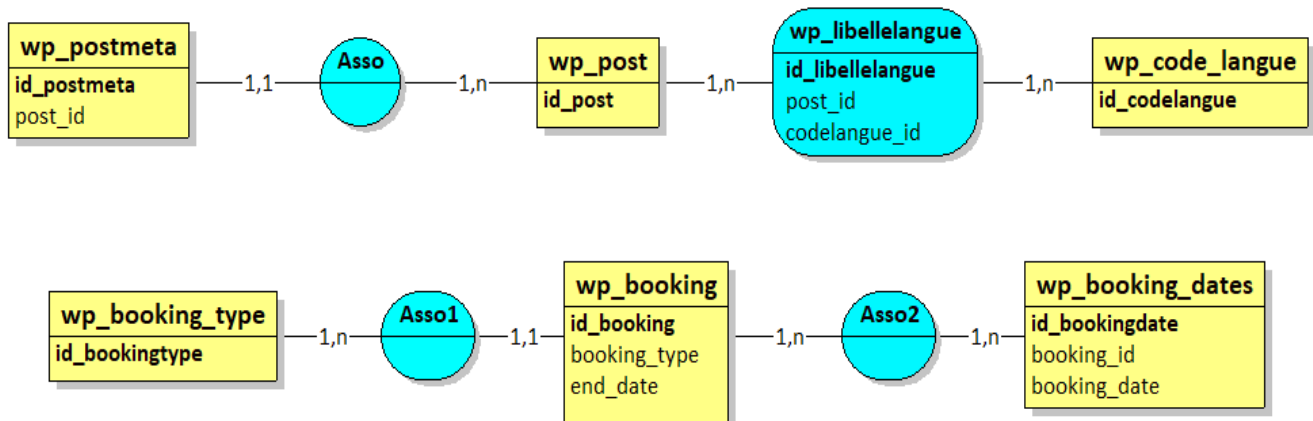 wp_postmeta
id_postmeta
post_id
1,1
Asso
1,n
wp_post
id_post
1,n
wp_libellelangue
id_libellelangue
post_id
codelangue_id
1,n
wp_code_langue
id_codelangue
wp_booking_type
id_bookingtype
1,n
Asso1
1,1
wp_booking
id_booking
booking_type
end_date
1,n
Asso2
1,n
wp_booking_dates
id_bookingdate
booking_id
booking_date